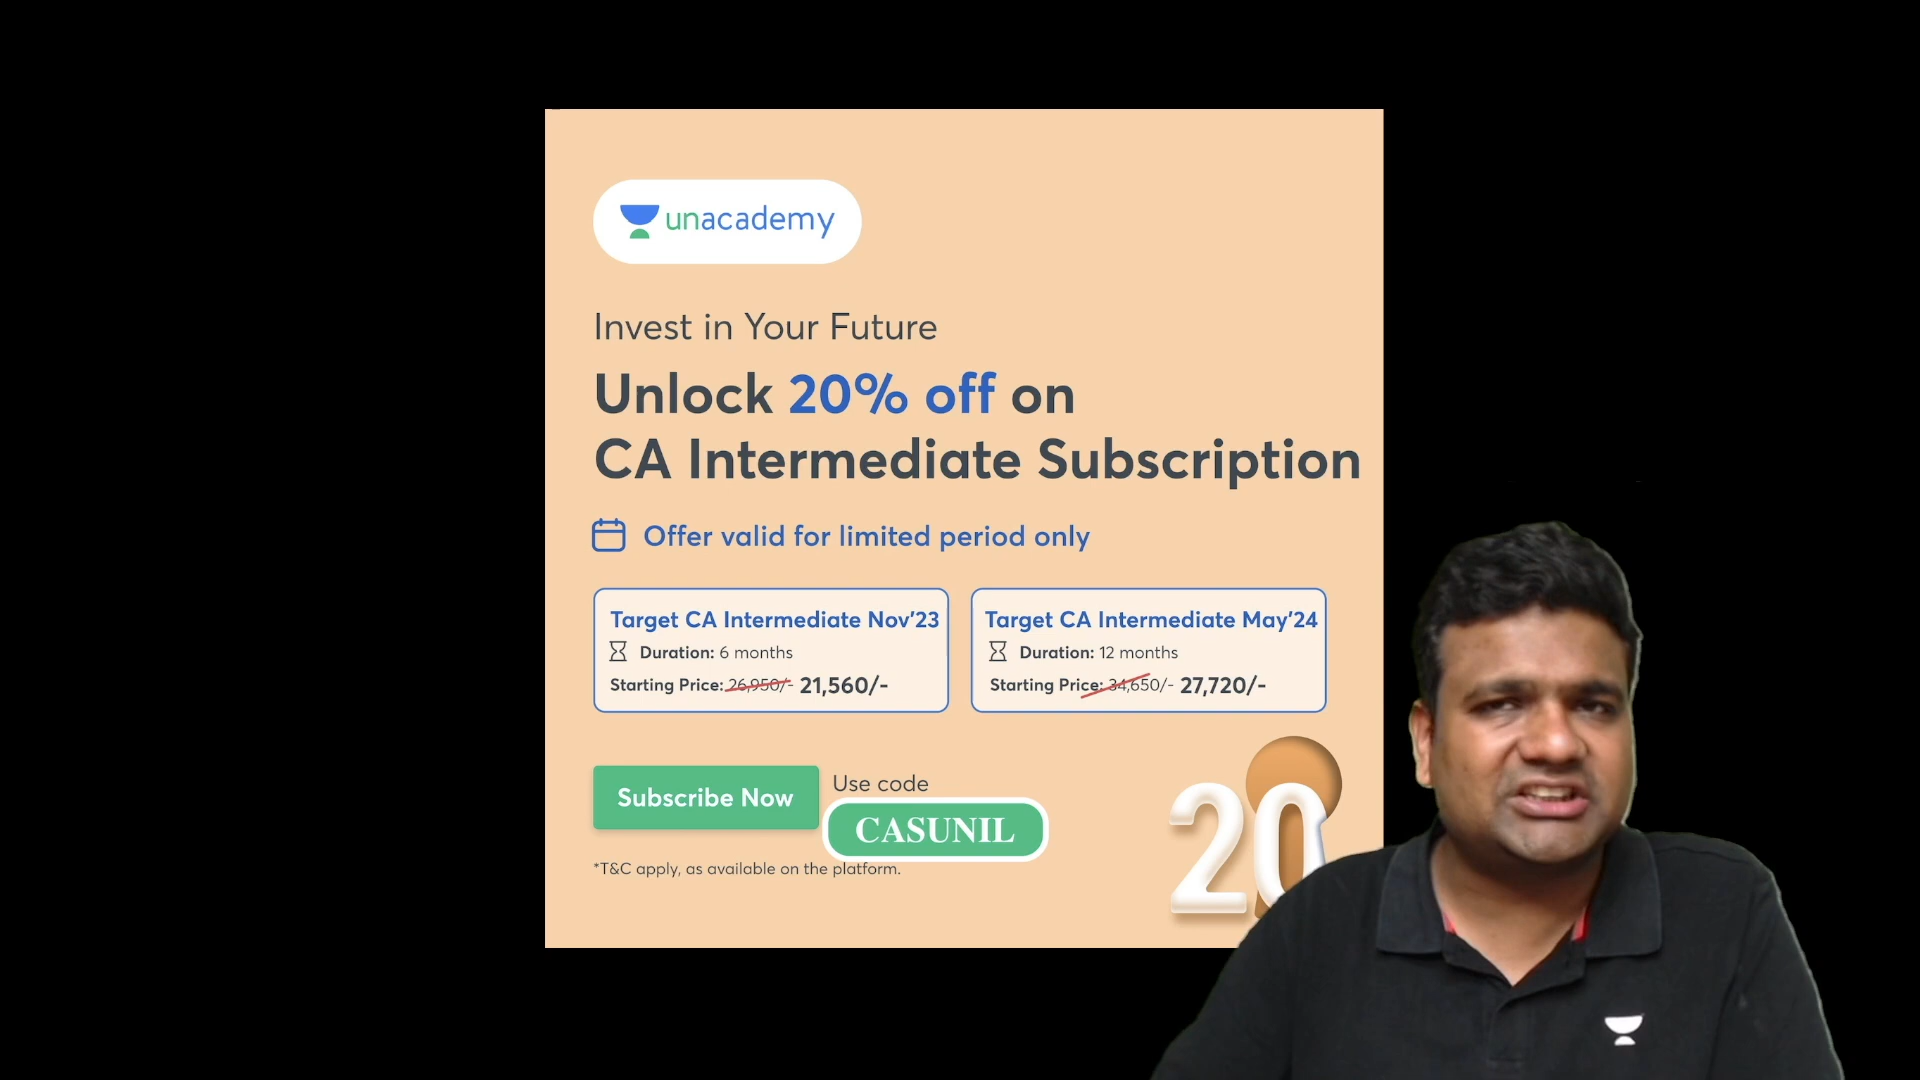 unacademy
Invest in Your Future
Unlock 20% off on
CA Intermediate Subscription
Offer valid for limited period only
Target CA Intermediate Nov'23
Duration: 6 months
Starting Price: 26,950/- 21,560/-
Target CA Intermediate May'24
Duration: 12 months
Starting Price: 34,650/- 27,720/-
Subscribe Now
Use code
CASUNIL
*T&C apply, as available on the platform.
20